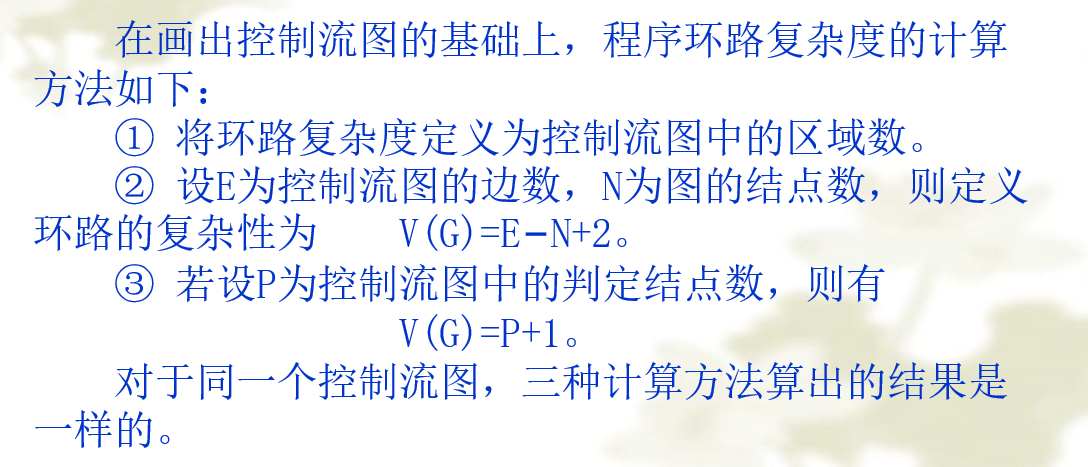 在画出控制流图的基础上，程序环路复杂度的计算
方法如下：
① 将环路复杂度定义为控制流图中的区域数。
② 设E为控制流图的边数，N为图的结点数，则定义
环路的复杂性为 V(G)=E−N+2。
③ 若设P为控制流图中的判定结点数，则有
V(G)=P+1。
对于同一个控制流图，三种计算方法算出的结果是
一样的。